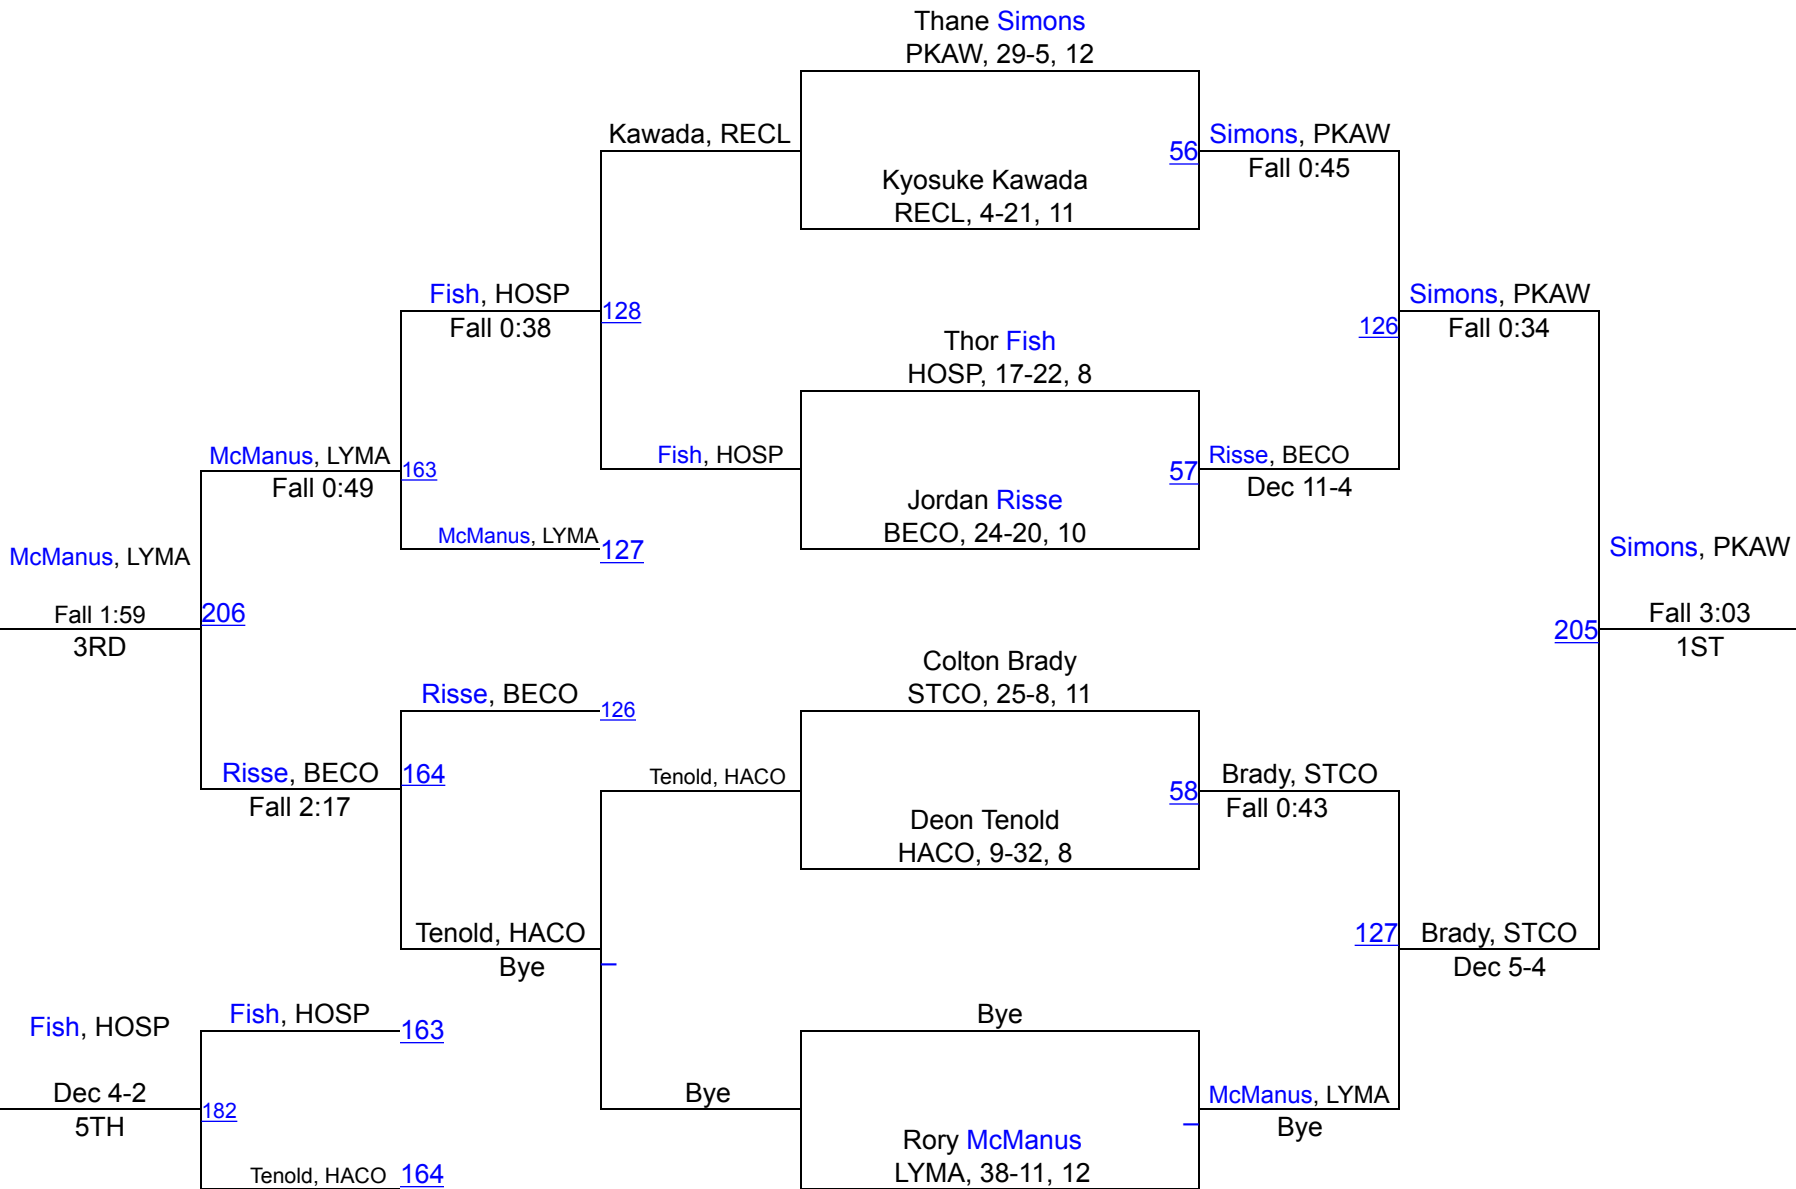 Thane Simons
PKAW, 29-5, 12
Kawada, RECL
56
Simons, PKAW
Fall 0:45
Kyosuke Kawada
RECL, 4-21, 11
Fish, HOSP
Fall 0:38
128
Simons, PKAW
Fall 0:34
126
Thor Fish
HOSP, 17-22, 8
McManus, LYMA
Fall 0:49
163
Fish, HOSP
57
Risse, BECO
Dec 11-4
Jordan Risse
BECO, 24-20, 10
McManus, LYMA
127
McManus, LYMA
Fall 1:59
3RD
206
Simons, PKAW
Fall 3:03
1ST
205
Colton Brady
STCO, 25-8, 11
Risse, BECO
126
Risse, BECO
Fall 2:17
164
Tenold, HACO
58
Brady, STCO
Fall 0:43
Deon Tenold
HACO, 9-32, 8
Tenold, HACO
Bye
127
Brady, STCO
Dec 5-4
Fish, HOSP
Dec 4-2
5TH
Fish, HOSP
163
182
Tenold, HACO
164
Bye
Bye
McManus, LYMA
Bye
Rory McManus
LYMA, 38-11, 12